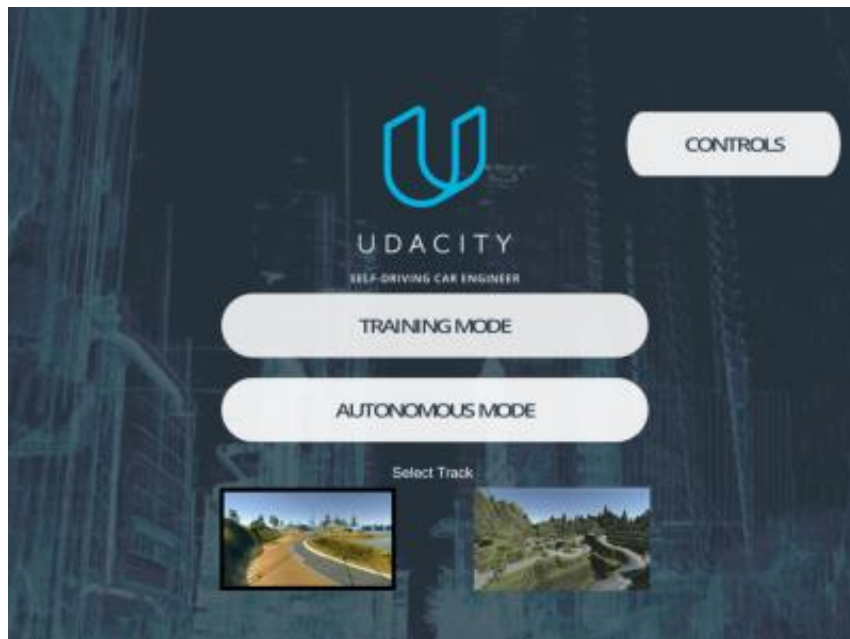 CONTROLS
UDACITY
SELF-DRIVING CAR ENGINEER
TRAINING MODE
AUTONOMOUS MODE
Select Track